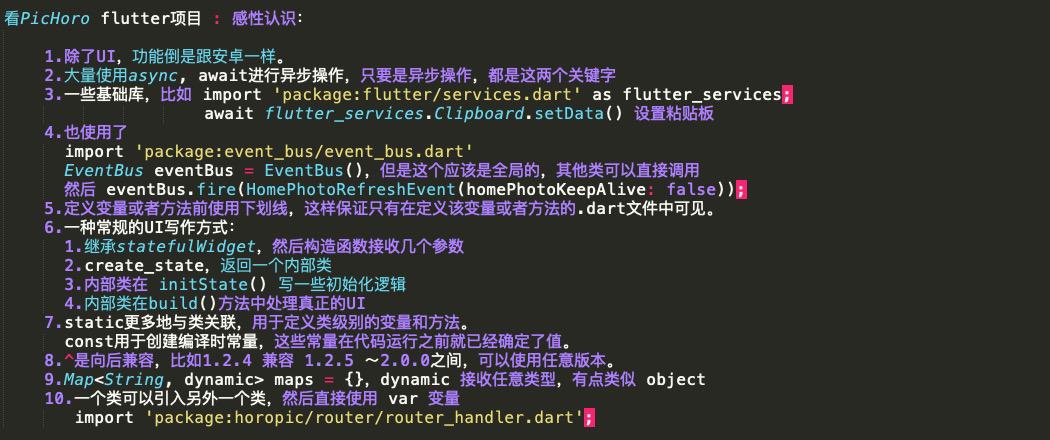 看PicHoro flutter项目 : 感性认识：
1.除了UI，功能倒是跟安卓一样。
2.大量使用async, await进行异步操作，只要是异步操作，都是这两个关键字
3.一些基础库，比如 import 'package:flutter/services.dart' as flutter_services;
await flutter_services.Clipboard.setData() 设置粘贴板
4.也使用了
import 'package:event_bus/event_bus.dart'
EventBus eventBus = EventBus()，但是这个应该是全局的，其他类可以直接调用
然后 eventBus.fire(HomePhotoRefreshEvent(homePhotoKeepAlive: false));
5.定义变量或者方法前使用下划线，这样保证只有在定义该变量或者方法的.dart文件中可见。
6.一种常规的UI写作方式：
1.继承statefulWidget，然后构造函数接收几个参数
2.create_state，返回一个内部类
3.内部类在 initState() 写一些初始化逻辑
4.内部类在build()方法中处理真正的UI
7.static更多地与类关联，用于定义类级别的变量和方法。
const用于创建编译时常量，这些常量在代码运行之前就已经确定了值。
8.^是向后兼容，比如1.2.4 兼容 1.2.5 ～2.0.0之间，可以使用任意版本。
9.Map<String, dynamic> maps = {}，dynamic 接收任意类型，有点类似 object
10.一个类可以引入另外一个类，然后直接使用 var 变量
import 'package:horopic/router/router_handler.dart';